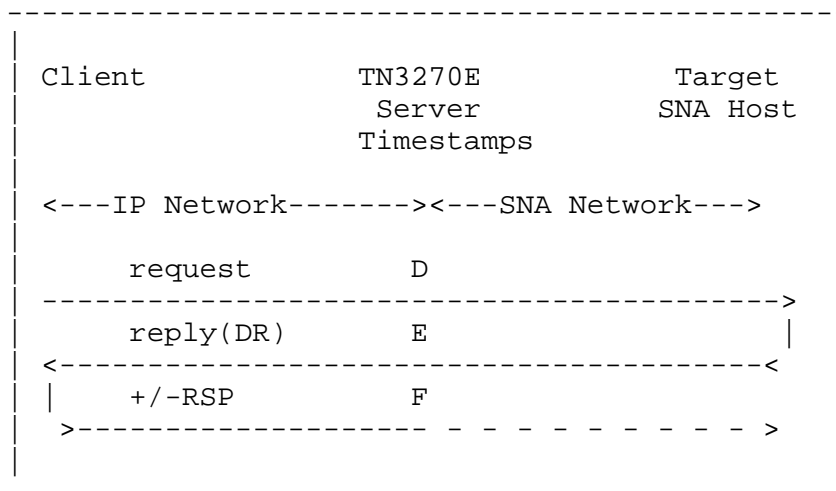 Client TN3270E Target
Server SNA Host
Timestamps
<---IP Network-------><---SNA Network--->
request D
reply(DR) E
+/-RSP F